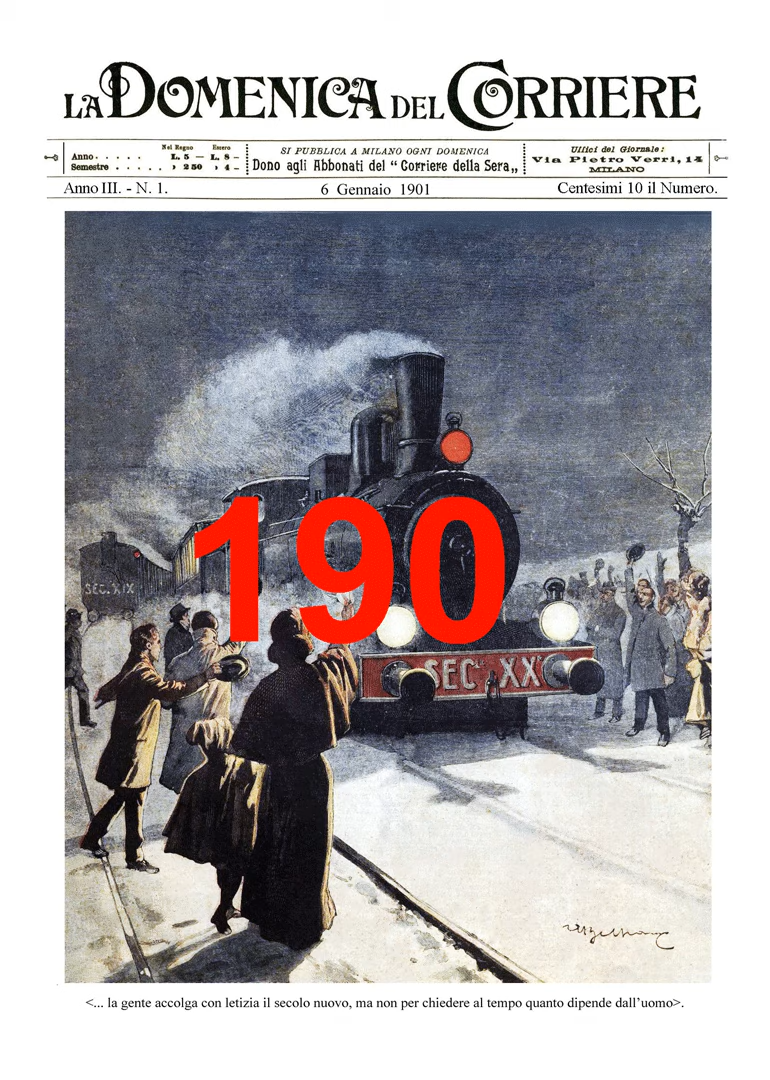 LA DOMENICA DEL CORRIERE
Nel Regno Estero
Anno. . . . . . L. 5 — L. 8 –
Semestre . . . . . › 2 50 › 4 –
SI PUBBLICA A MILANO OGNI DOMENICA
Dono agli Abbonati del “ Corriere della Sera„
Uffici del Giornale:
Via Pietro Verri, 14
MILANO
Anno III. - N. 1.
6 Gennaio 1901
Centesimi 10 il Numero.
190
SEC. XIX
SEC. XX°
<... la gente accolga con letizia il secolo nuovo, ma non per chiedere al tempo quanto dipende dall’uomo>.